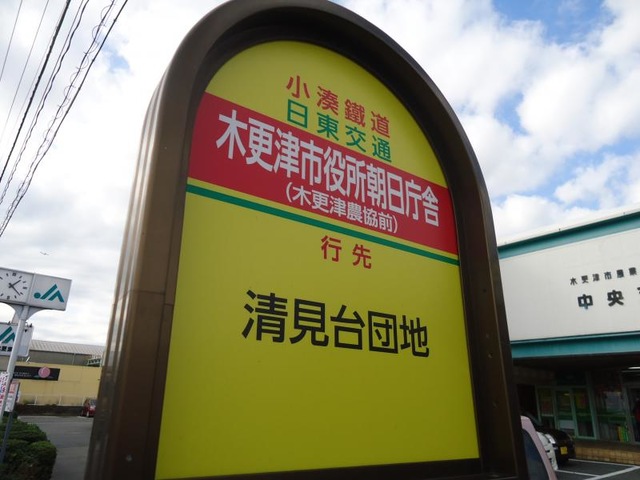 小湊鐵道
日東交通
木更津市役所朝日庁舎
(木更津農協前)
行先
清見台団地
JA
木更津市農
中央